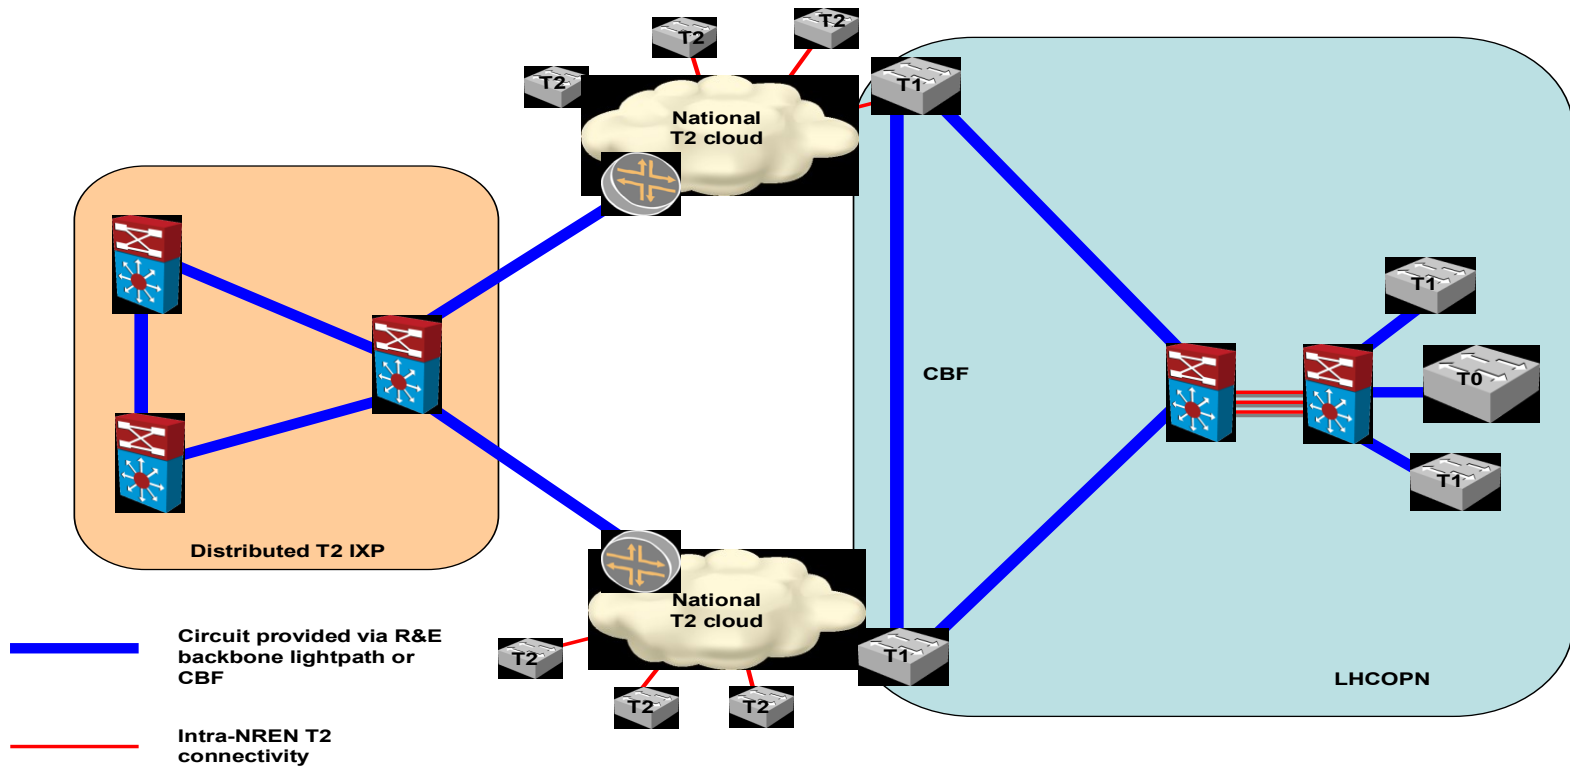 T2
T2
T2
T1
National
T2 cloud
T1
CBF
T0
T1
Distributed T2 IXP
National
T2 cloud
T1
T2
T2
T2
LHCOPN
Circuit provided via R&E
backbone lightpath or
CBF
Intra-NREN T2
connectivity